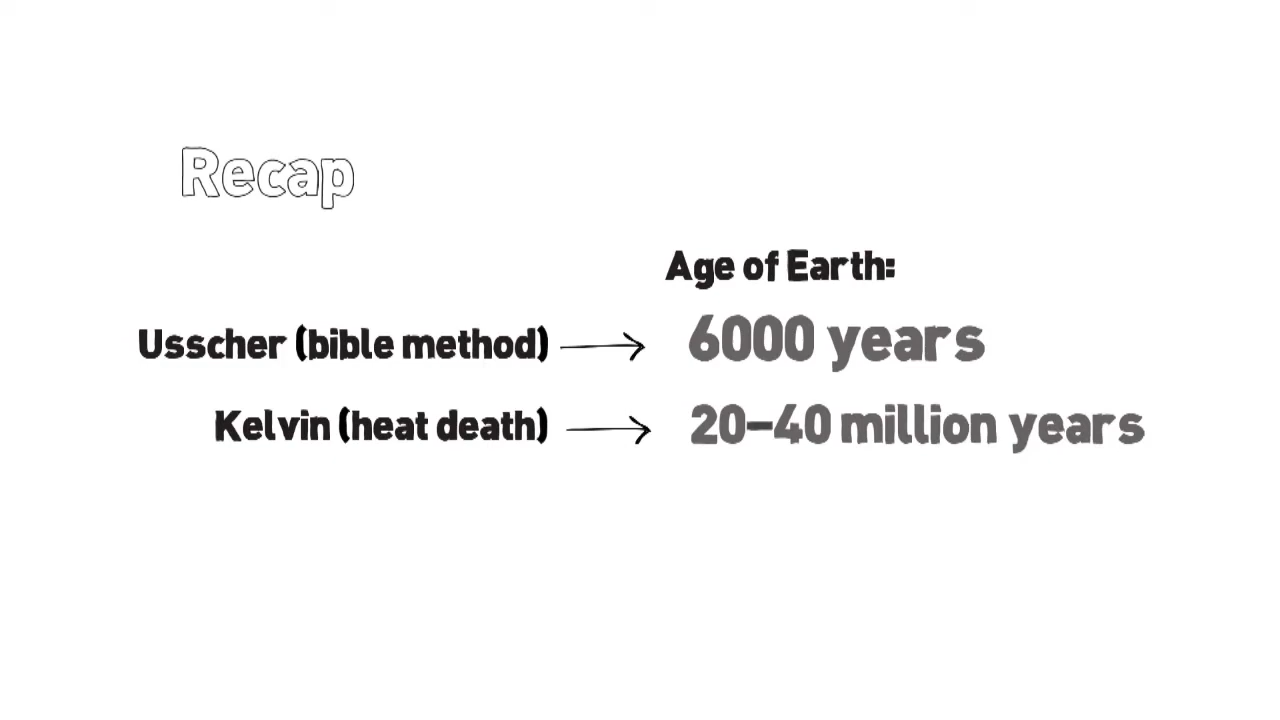 Recap
Age of Earth:
Usscher (bible method) → 6000 years
Kelvin (heat death) → 20–40 million years